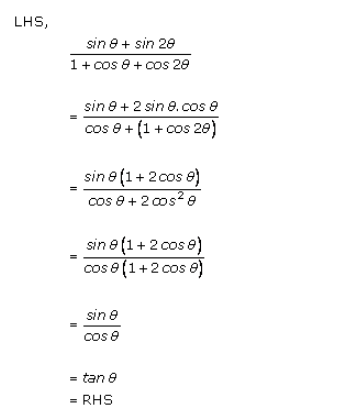 LHS,
sin θ + sin 2θ
1 + cos θ + cos 2θ
= sin θ + 2 sin θ. cos θ
cos θ + (1 + cos 2θ)
= sin θ (1 + 2 cos θ)
cos θ + 2 cos² θ
= sin θ (1 + 2 cos θ)
cos θ (1 + 2 cos θ)
= sin θ
cos θ
= tan θ
= RHS